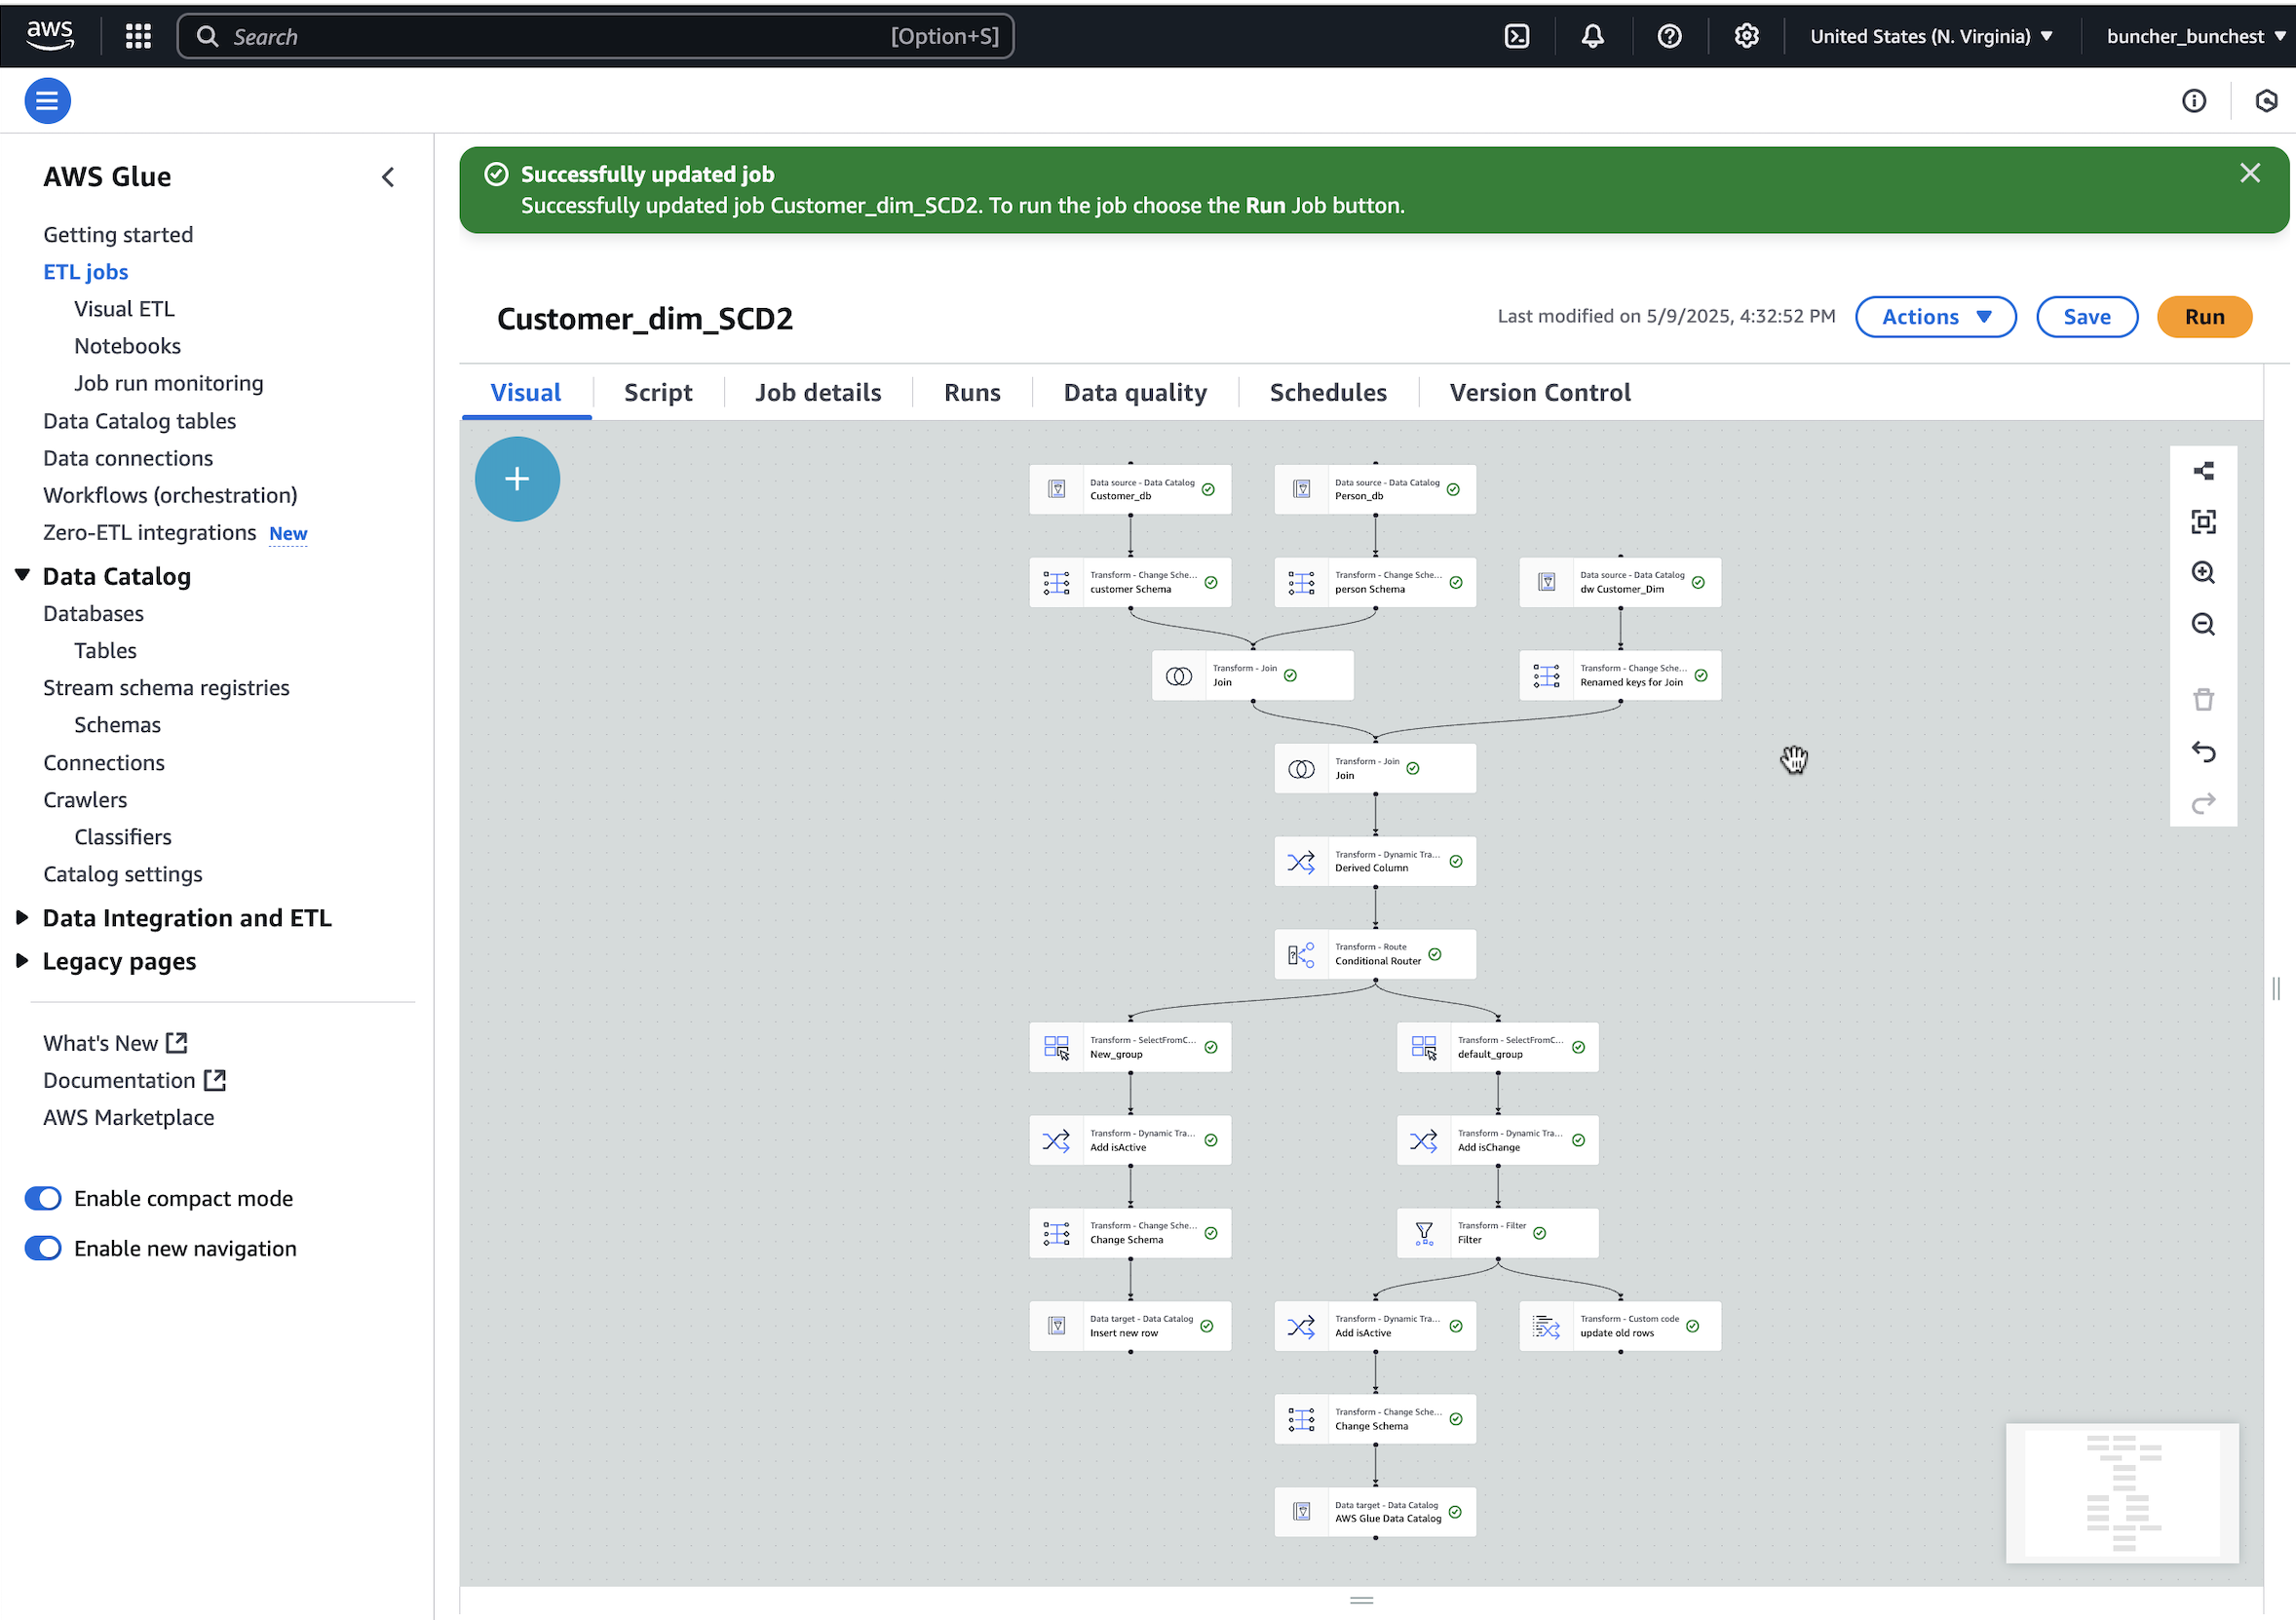 aws
Search
[Option+S]
United States (N. Virginia)
buncher_bunchest
AWS Glue
Getting started
ETL jobs
Visual ETL
Notebooks
Job run monitoring
Data Catalog tables
Data connections
Workflows (orchestration)
Zero-ETL integrations New
Data Catalog
Databases
Tables
Stream schema registries
Schemas
Connections
Crawlers
Classifiers
Catalog settings
Data Integration and ETL
Legacy pages
What's New
Documentation
AWS Marketplace
Enable compact mode
Enable new navigation
Successfully updated job
Successfully updated job Customer_dim_SCD2. To run the job choose the Run Job button.
Customer_dim_SCD2
Last modified on 5/9/2025, 4:32:52 PM
Actions
Save
Run
Visual
Script
Job details
Runs
Data quality
Schedules
Version Control
Data source - Data Catalog
Customer_db
Data source - Data Catalog
Person_db
Transform - Change Sche...
customer Schema
Transform - Change Sche...
person Schema
Data source - Data Catalog
dw Customer_Dim
Transform - Join
Join
Transform - Change Sche...
Renamed keys for Join
Transform - Join
Join
Transform - Dynamic Tra...
Derived Column
Transform - Route
Conditional Router
Transform - SelectFromC...
New_group
Transform - SelectFromC...
default_group
Transform - Dynamic Tra...
Add isActive
Transform - Dynamic Tra...
Add isChange
Transform - Change Sche...
Change Schema
Transform - Filter
Filter
Data target - Data Catalog
Insert new row
Transform - Dynamic Tra...
Add isActive
Transform - Custom code
update old rows
Transform - Change Sche...
Change Schema
Data target - Data Catalog
AWS Glue Data Catalog